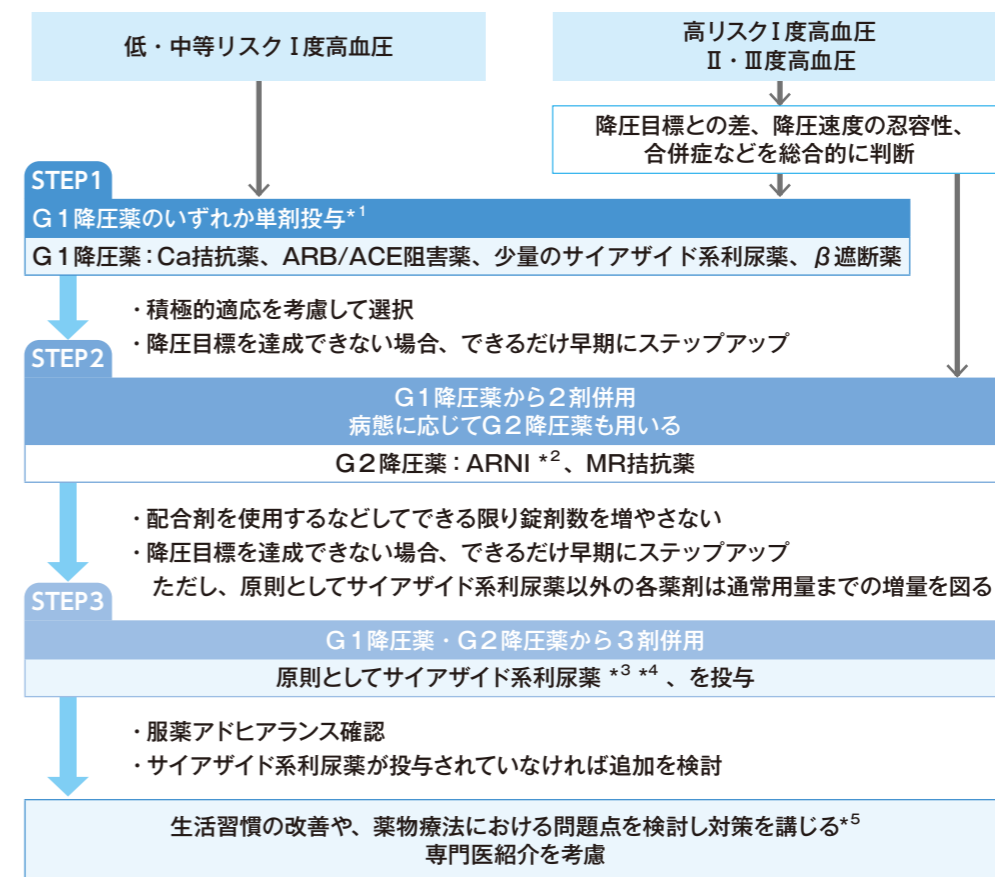 低・中等リスクⅠ度高血圧
高リスクⅠ度高血圧
Ⅱ・Ⅲ度高血圧
降圧目標との差、降圧速度の忍容性、
合併症などを総合的に判断
STEP1
G1降圧薬のいずれか単剤投与*1
G1降圧薬：Ca拮抗薬、ARB/ACE阻害薬、少量のサイアザイド系利尿薬、β遮断薬
・積極的適応を考慮して選択
・降圧目標を達成できない場合、できるだけ早期にステップアップ
STEP2
G1降圧薬から2剤併用
病態に応じてG2降圧薬も用いる
G2降圧薬：ARNI *2、MR拮抗薬
・配合剤を使用するなどしてできる限り錠剤数を増やさない
・降圧目標を達成できない場合、できるだけ早期にステップアップ
ただし、原則としてサイアザイド系利尿薬以外の各薬剤は通常用量までの増量を図る
STEP3
G1降圧薬・G2降圧薬から3剤併用
原則としてサイアザイド系利尿薬 *3 *4 、を投与
・服薬アドヒアランス確認
・サイアザイド系利尿薬が投与されていなければ追加を検討
生活習慣の改善や、薬物療法における問題点を検討し対策を講じる*5
専門医紹介を考慮